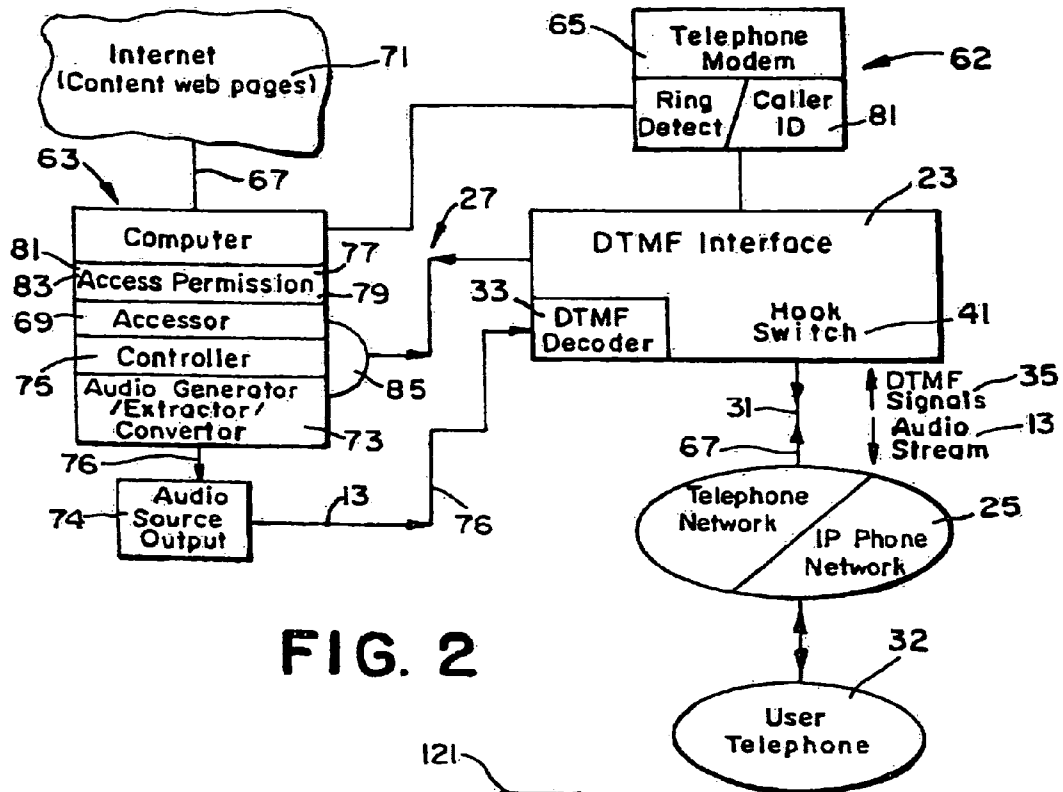 Internet
(Content web pages)
71
63
67
Computer
81
83
Access Permission
77
79
69
Accessor
Controller
75
85
Audio Generator
/Extractor/
Convertor
73
76
74
Audio
Source
Output
13
76
27
65
Telephone
Modem
62
Ring
Detect
Caller
ID
81
23
DTMF Interface
33
DTMF
Decoder
Hook
Switch
41
31
67
DTMF
Signals
35
Audio
Stream
13
Telephone
Network
25
IP Phone
Network
32
User
Telephone
FIG. 2
121